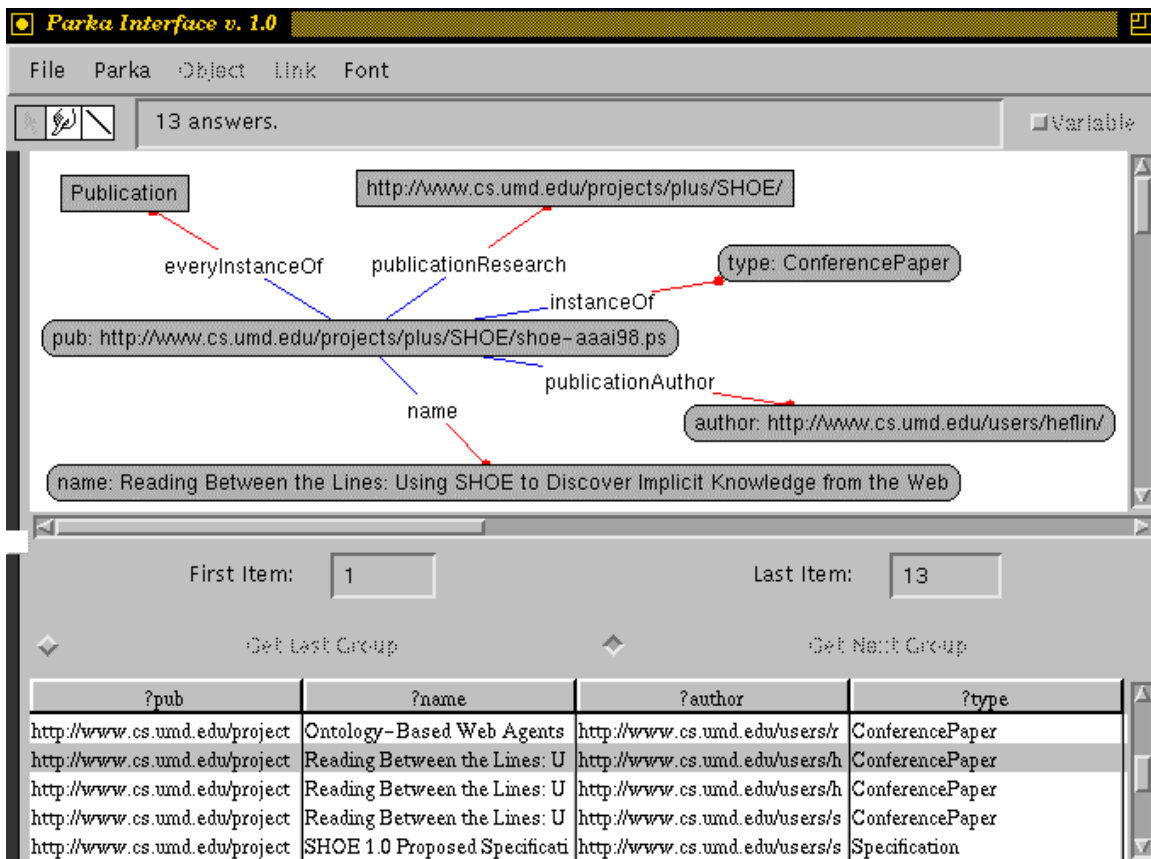 Parka Interface v. 1.0
File Parka Object Link Font
13 answers. Variable
Publication
http://www.cs.umd.edu/projects/plus/SHOE/
everyInstanceOf
publicationResearch
type: ConferencePaper
instanceOf
pub: http://www.cs.umd.edu/projects/plus/SHOE/shoe-aaai98.ps
publicationAuthor
name
author: http://www.cs.umd.edu/users/heflin/
name: Reading Between the Lines: Using SHOE to Discover Implicit Knowledge from the Web
First Item: 1 Last Item: 13
Get Last Group Get Next Group
?pub ?name ?author ?type
http://www.cs.umd.edu/project Ontology-Based Web Agents http://www.cs.umd.edu/users/r ConferencePaper
http://www.cs.umd.edu/project Reading Between the Lines: U http://www.cs.umd.edu/users/h ConferencePaper
http://www.cs.umd.edu/project Reading Between the Lines: U http://www.cs.umd.edu/users/h ConferencePaper
http://www.cs.umd.edu/project Reading Between the Lines: U http://www.cs.umd.edu/users/s ConferencePaper
http://www.cs.umd.edu/project SHOE 1.0 Proposed Specificati http://www.cs.umd.edu/users/s Specification